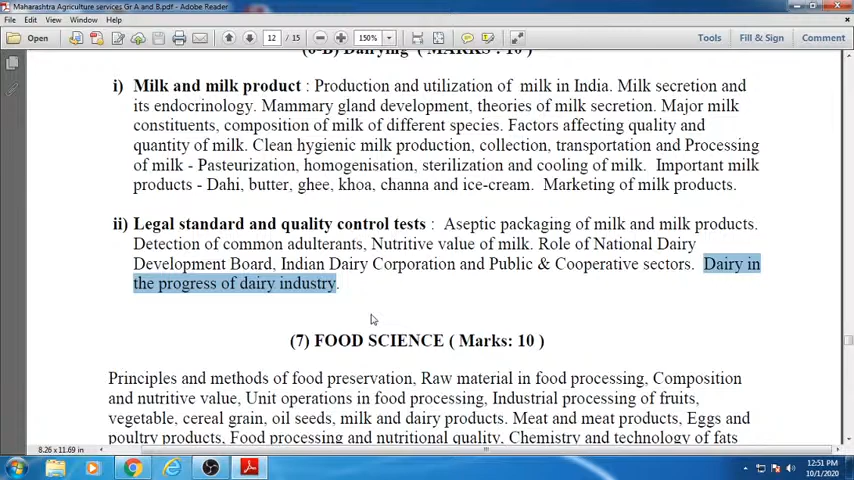 Maharashtra Agriculture services Gr A and B.pdf - Adobe Reader
File Edit View Window Help
Open 12 / 15 150% Tools Fill & Sign Comment
(6-D) Dairying ( MARKS : 10 )
i) Milk and milk product : Production and utilization of milk in India. Milk secretion and
its endocrinology. Mammary gland development, theories of milk secretion. Major milk
constituents, composition of milk of different species. Factors affecting quality and
quantity of milk. Clean hygienic milk production, collection, transportation and Processing
of milk - Pasteurization, homogenisation, sterilization and cooling of milk. Important milk
products - Dahi, butter, ghee, khoa, channa and ice-cream. Marketing of milk products.
ii) Legal standard and quality control tests : Aseptic packaging of milk and milk products.
Detection of common adulterants, Nutritive value of milk. Role of National Dairy
Development Board, Indian Dairy Corporation and Public & Cooperative sectors. Dairy in
the progress of dairy industry.
(7) FOOD SCIENCE ( Marks: 10 )
Principles and methods of food preservation, Raw material in food processing, Composition
and nutritive value, Unit operations in food processing, Industrial processing of fruits,
vegetable, cereal grain, oil seeds, milk and dairy products. Meat and meat products, Eggs and
poultry products, Food processing and nutritional quality, Chemistry and technology of fats
8.26 x 11.69 in
12:51 PM
10/1/2020